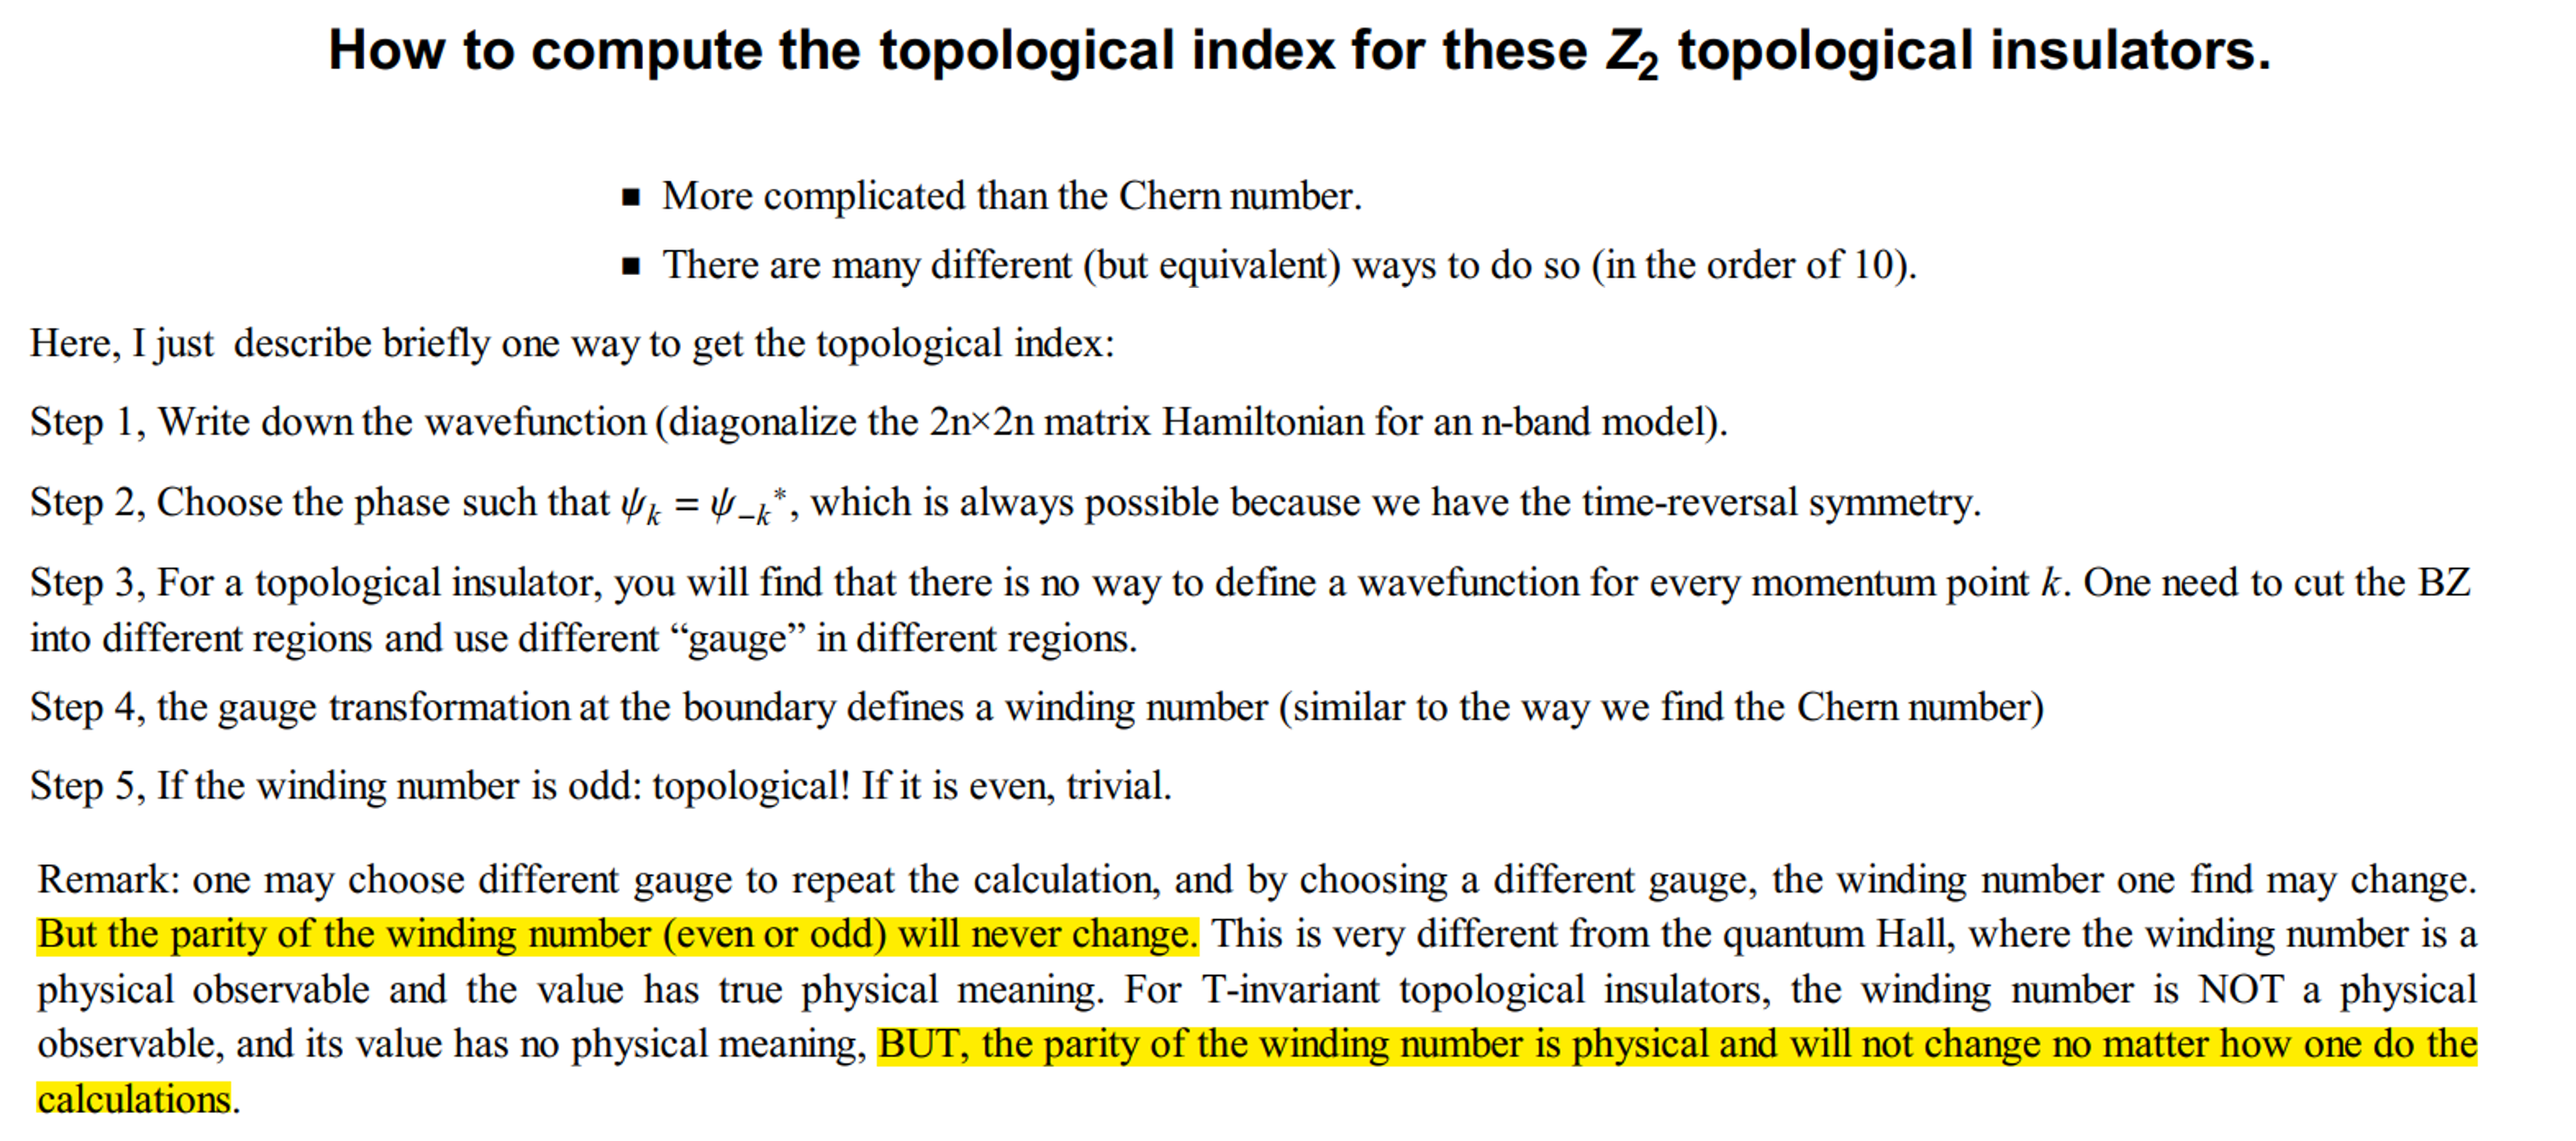 How to compute the topological index for these Z₂ topological insulators.
▪ More complicated than the Chern number.
▪ There are many different (but equivalent) ways to do so (in the order of 10).
Here, I just describe briefly one way to get the topological index:
Step 1, Write down the wavefunction (diagonalize the 2n×2n matrix Hamiltonian for an n-band model).
Step 2, Choose the phase such that ψₖ = ψ₋ₖ*, which is always possible because we have the time-reversal symmetry.
Step 3, For a topological insulator, you will find that there is no way to define a wavefunction for every momentum point k. One need to cut the BZ
into different regions and use different “gauge” in different regions.
Step 4, the gauge transformation at the boundary defines a winding number (similar to the way we find the Chern number)
Step 5, If the winding number is odd: topological! If it is even, trivial.
Remark: one may choose different gauge to repeat the calculation, and by choosing a different gauge, the winding number one find may change.
But the parity of the winding number (even or odd) will never change. This is very different from the quantum Hall, where the winding number is a
physical observable and the value has true physical meaning. For T-invariant topological insulators, the winding number is NOT a physical
observable, and its value has no physical meaning, BUT, the parity of the winding number is physical and will not change no matter how one do the
calculations.